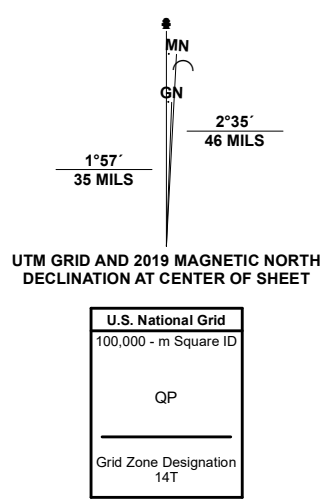 MN
GN
2°35´
46 MILS
1°57´
35 MILS
UTM GRID AND 2019 MAGNETIC NORTH
DECLINATION AT CENTER OF SHEET
U.S. National Grid
100,000 - m Square ID
QP
Grid Zone Designation
14T